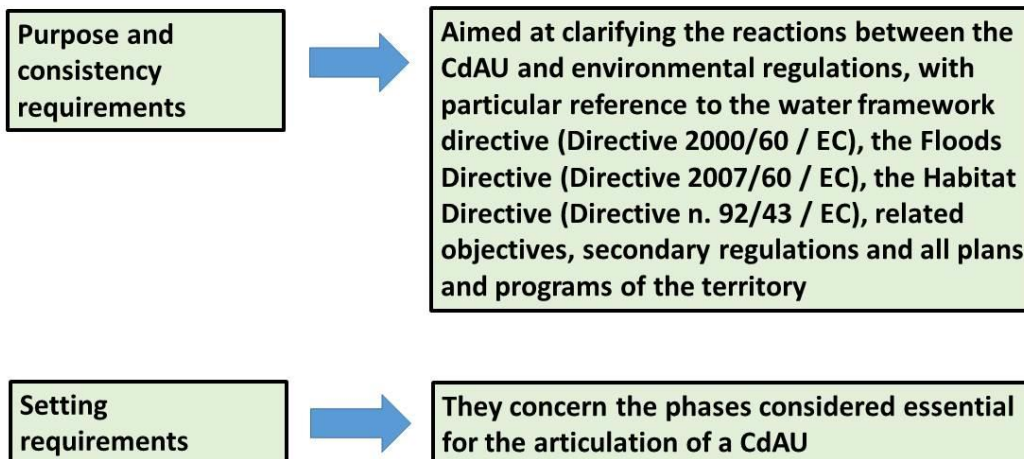 Purpose and
consistency
requirements
Aimed at clarifying the reactions between the
CdAU and environmental regulations, with
particular reference to the water framework
directive (Directive 2000/60 / EC), the Floods
Directive (Directive 2007/60 / EC), the Habitat
Directive (Directive n. 92/43 / EC), related
objectives, secondary regulations and all plans
and programs of the territory
Setting
requirements
They concern the phases considered essential
for the articulation of a CdAU